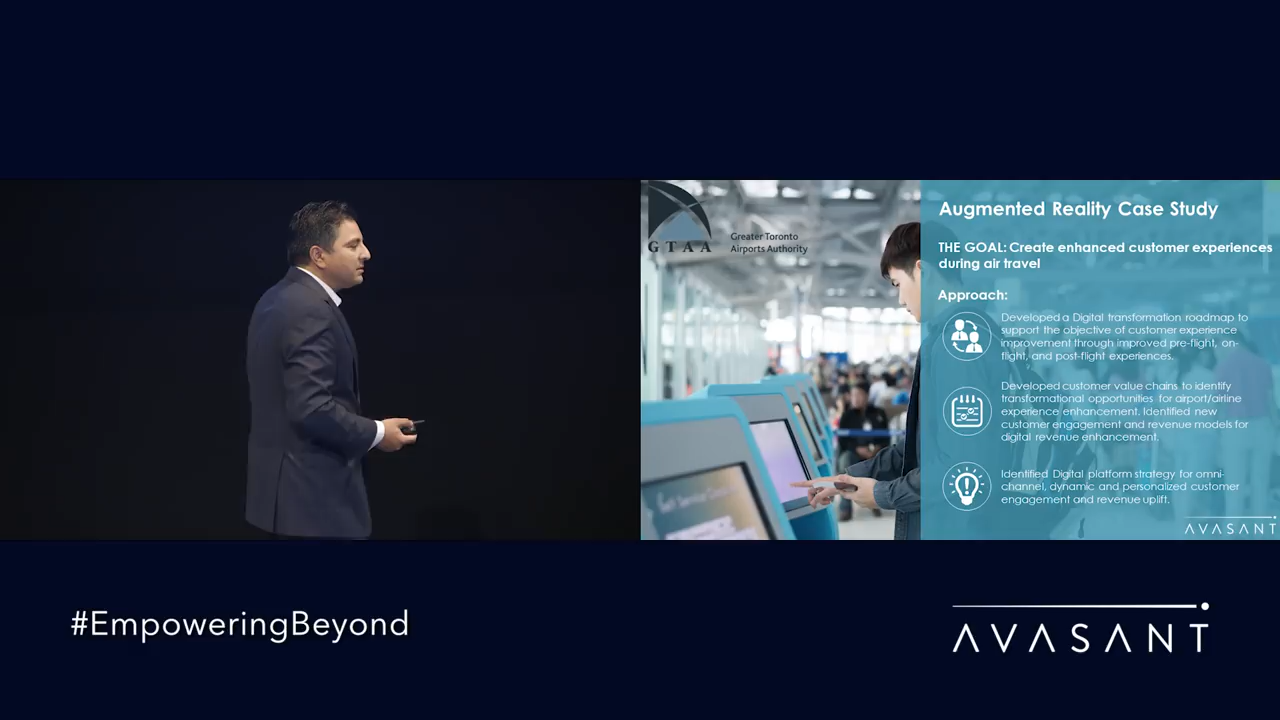 GTAA
Greater Toronto
Airports Authority
Augmented Reality Case Study
THE GOAL: Create enhanced customer experiences
during air travel
Approach:
Developed a Digital transformation roadmap to
support the objective of customer experience
improvement through improved pre-flight, on-
flight, and post-flight experiences.
Developed customer value chains to identify
transformational opportunities for airport/airline
experience enhancement. Identified new
customer engagement and revenue models for
digital revenue enhancement.
Identified Digital platform strategy for omni-
channel, dynamic and personalized customer
engagement and revenue uplift.
AVASANT
#EmpoweringBeyond
AVASANT